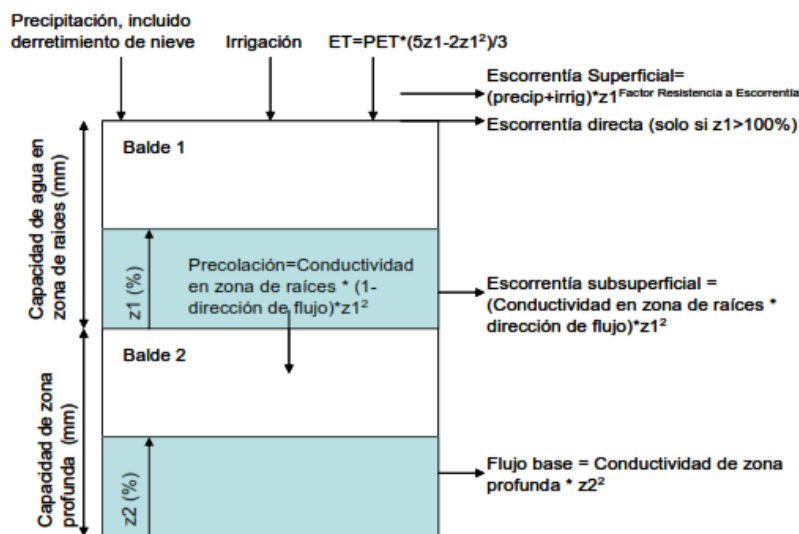 Precipitación, incluido
derretimiento de nieve
Irrigación
ET=PET*(5z1-2z1²)/3
Escorrentía Superficial=
(precip+irrig)*z1^Factor Resistencia a Escorrentía
Escorrentía directa (solo si z1>100%)
Capacidad de agua en
zona de raíces (mm)
Balde 1
z1 (%)
Precolación=Conductividad
en zona de raíces * (1-
dirección de flujo)*z1²
Escorrentía subsuperficial =
(Conductividad en zona de raíces *
dirección de flujo)*z1²
Capacidad de zona
profunda (mm)
Balde 2
z2 (%)
Flujo base = Conductividad de zona
profunda * z2²